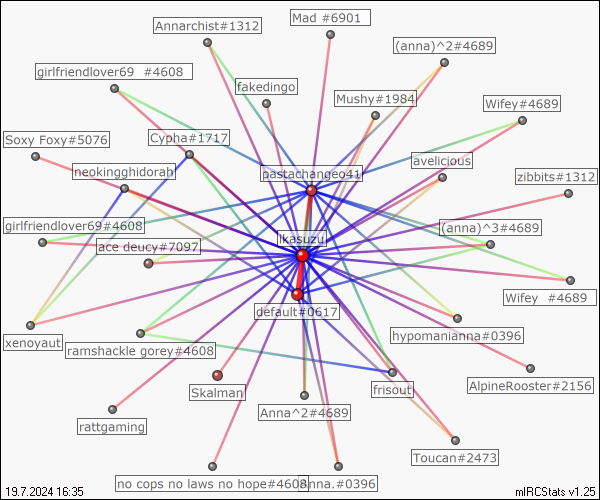 Mad #6901
Annarchist#1312
(anna)^2#4689
girlfriendlover69 #4608
fakedingo
Mushy#1984
Wifey#4689
Soxy Foxy#5076
Cypha#1717
neokingghidorah
pastachangeo41
avelicious
zibbits#1312
girlfriendlover69#4608
ace deucy#7097
lkasuzu
(anna)^3#4689
Wifey #4689
default#0617
xenoyaut
ramshackle gorey#4608
hypomanianna#0396
Skalman
frisout
AlpineRooster#2156
Anna^2#4689
rattgaming
Toucan#2473
no cops no laws no hope#4608
anna.#0396
19.7.2024 16:35
mIRCStats v1.25